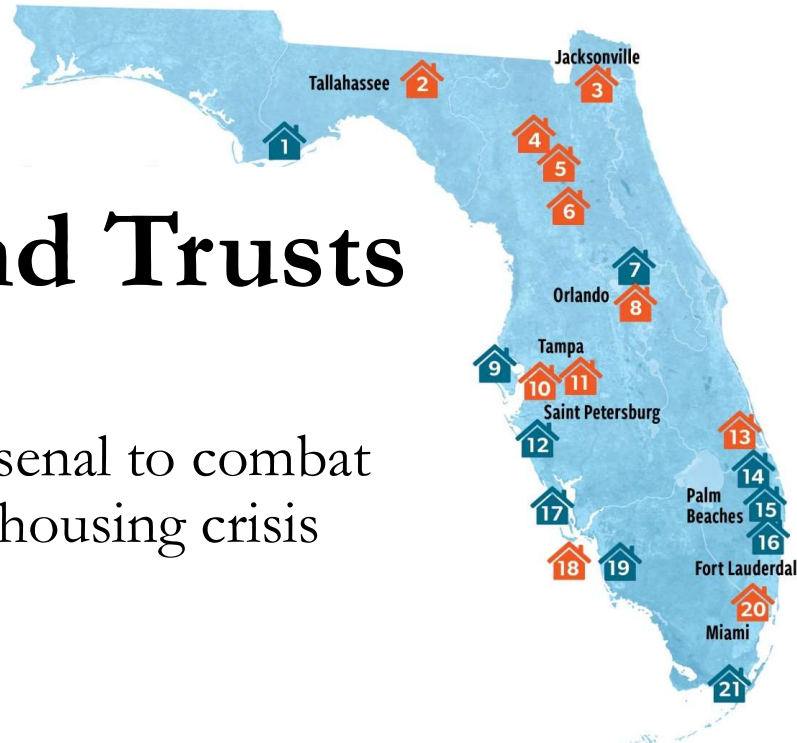 Jacksonville
Tallahassee
2
3
1
4
5
nd Trusts
6
7
Orlando
8
Tampa
9
10
11
Saint Petersburg
senal to combat
12
13
14
housing crisis
17
Palm
Beaches
15
16
18
19
Fort Lauderdal
20
Miami
21